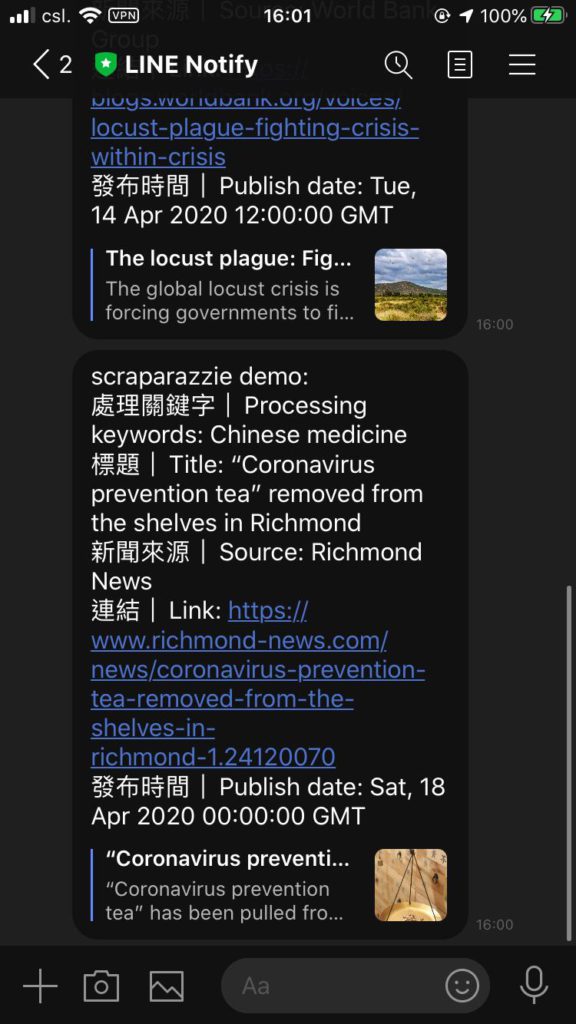 csl. VPN 16:01 100%
新聞來源｜ Source: World Bank
2 LINE Notify
Group
blogs.worldbank.org/voices/
locust-plague-fighting-crisis-
within-crisis
發布時間｜ Publish date: Tue,
14 Apr 2020 12:00:00 GMT
The locust plague: Fig...
The global locust crisis is
forcing governments to fi...
16:00
scraparazzie demo:
處理關鍵字｜ Processing
keywords: Chinese medicine
標題｜ Title: “Coronavirus
prevention tea” removed from
the shelves in Richmond
新聞來源｜ Source: Richmond
News
連結｜ Link: https://
www.richmond-news.com/
news/coronavirus-prevention-
tea-removed-from-the-
shelves-in-
richmond-1.24120070
發布時間｜ Publish date: Sat, 18
Apr 2020 00:00:00 GMT
“Coronavirus preventi...
“Coronavirus prevention
tea” has been pulled fro...
16:00
Aa